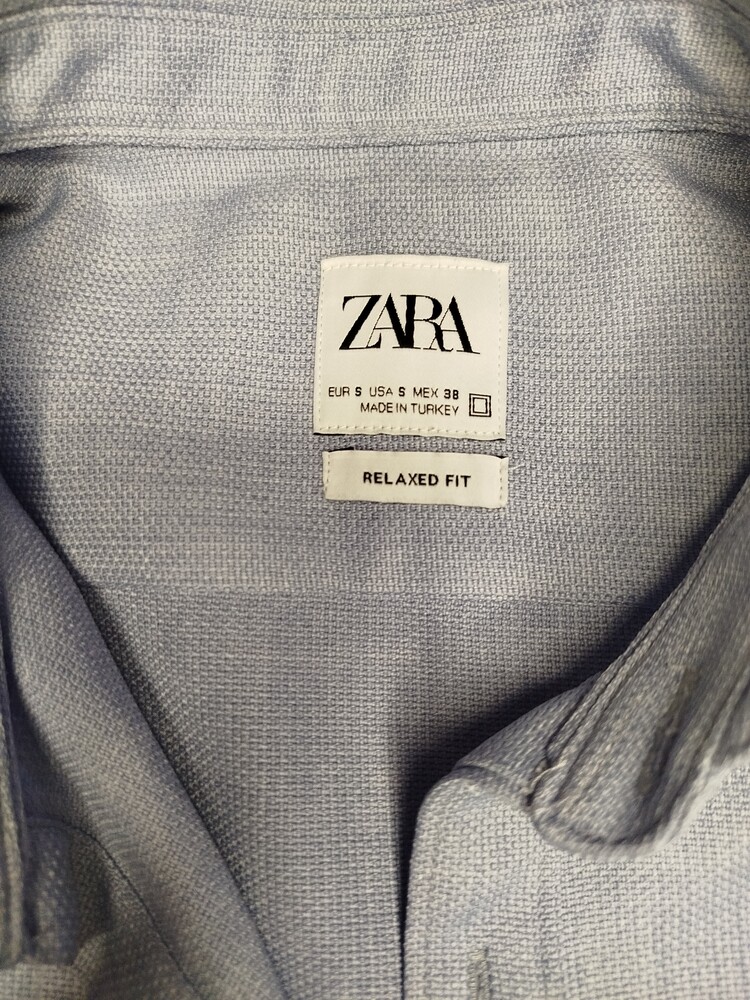 ZARA
EUR S USA S MEX 38
MADE IN TURKEY
RELAXED FIT